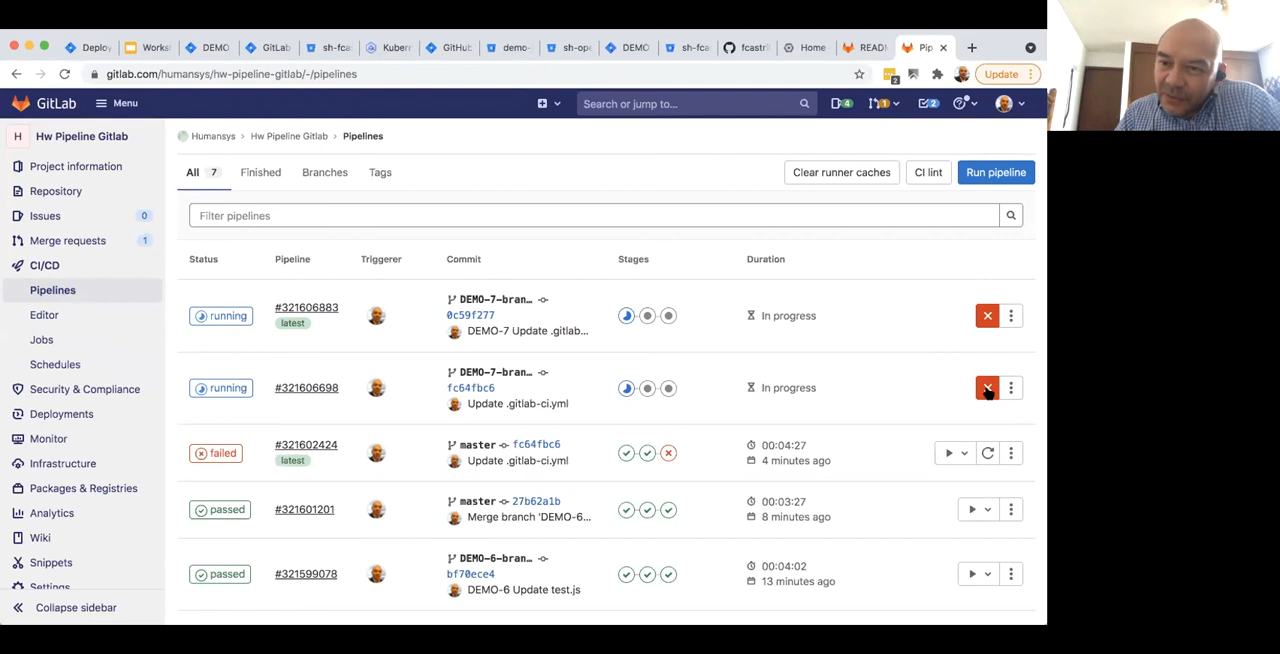 Deploy
Worksh
DEMO
GitLab
sh-fca
Kubern
GitHub
demo-
sh-ope
DEMO
sh-fca
fcastri
Home
READM
Pip
gitlab.com/humansys/hw-pipeline-gitlab/-/pipelines
2
Update
GitLab
Menu
Search or jump to...
4
1
2
H
Hw Pipeline Gitlab
Project information
Repository
Issues
0
Merge requests
1
CI/CD
Pipelines
Editor
Jobs
Schedules
Security & Compliance
Deployments
Monitor
Infrastructure
Packages & Registries
Analytics
Wiki
Snippets
Settings
Collapse sidebar
Humansys > Hw Pipeline Gitlab > Pipelines
All 7
Finished
Branches
Tags
Clear runner caches
CI lint
Run pipeline
Filter pipelines
Status
Pipeline
Triggerer
Commit
Stages
Duration
running
#321606883
latest
DEMO-7-bran...
0c59f277
DEMO-7 Update .gitlab...
In progress
running
#321606698
DEMO-7-bran...
fc64fbc6
Update .gitlab-ci.yml
In progress
failed
#321602424
latest
master
fc64fbc6
Update .gitlab-ci.yml
00:04:27
4 minutes ago
passed
#321601201
master
27b62a1b
Merge branch 'DEMO-6...
00:03:27
8 minutes ago
passed
#321599078
DEMO-6-bran...
bf70ece4
DEMO-6 Update test.js
00:04:02
13 minutes ago